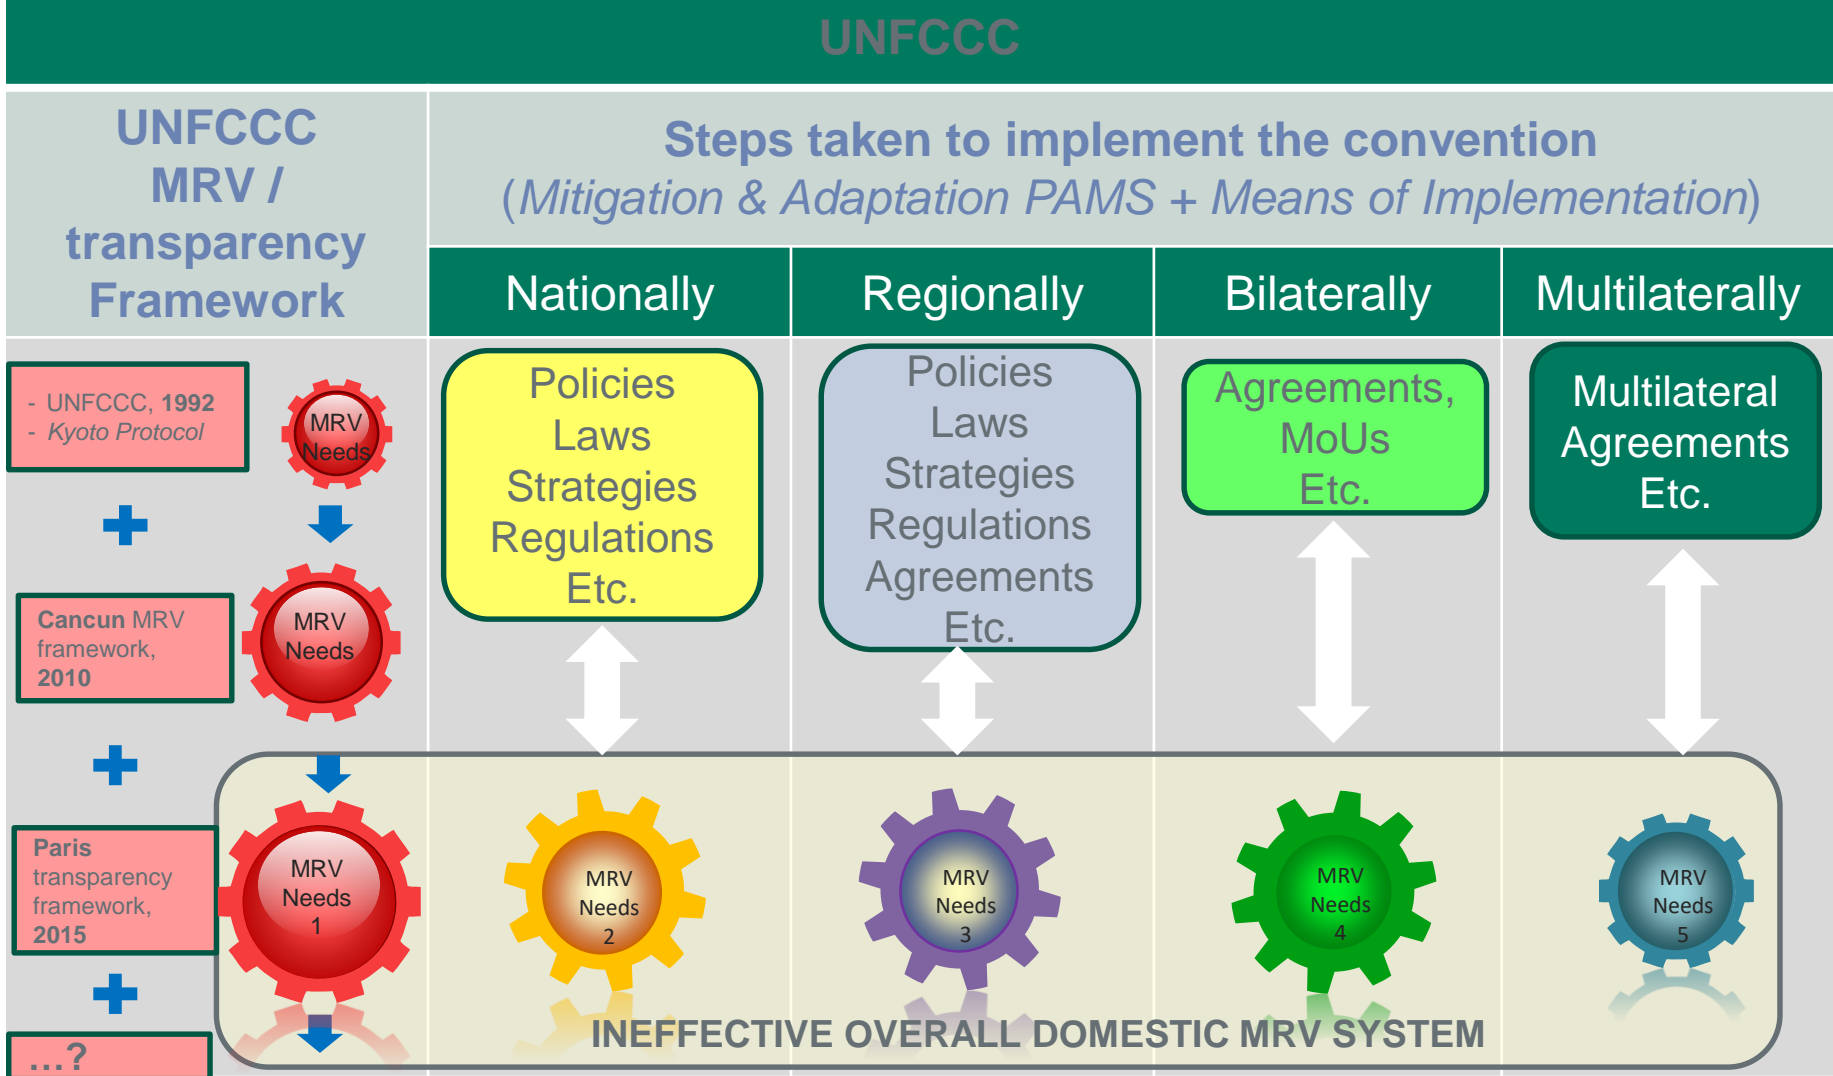 UNFCCC
UNFCCC
MRV /
transparency
Framework
Steps taken to implement the convention
(Mitigation & Adaptation PAMS + Means of Implementation)
Nationally
Regionally
Bilaterally
Multilaterally
- UNFCCC, 1992
- Kyoto Protocol
MRV
Needs
Policies
Laws
Strategies
Regulations
Etc.
Policies
Laws
Strategies
Regulations
Agreements
Etc.
Agreements,
MoUs
Etc.
Multilateral
Agreements
Etc.
Cancun MRV
framework,
2010
MRV
Needs
Paris
transparency
framework,
2015
MRV
Needs
1
MRV
Needs
2
MRV
Needs
3
MRV
Needs
4
MRV
Needs
5
INEFFECTIVE OVERALL DOMESTIC MRV SYSTEM
...?